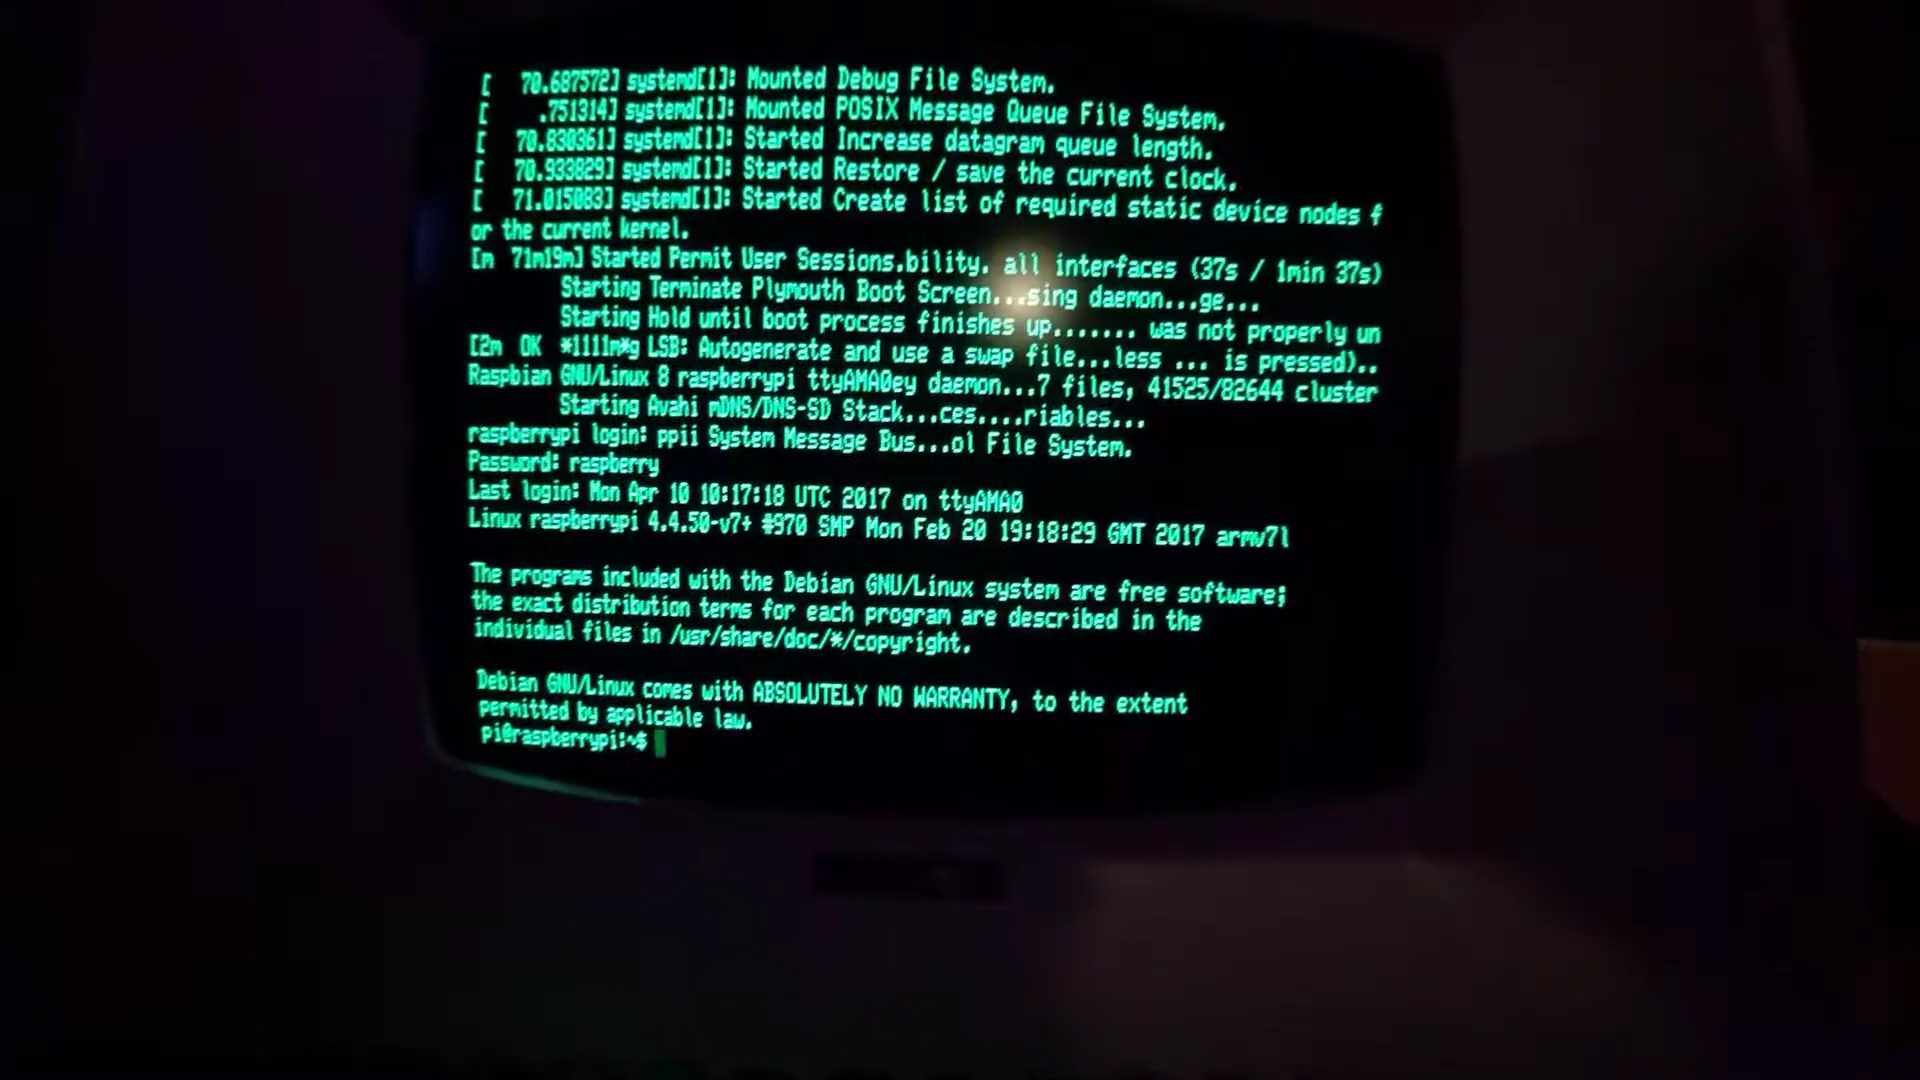 [   70.687572] systemd[1]: Mounted Debug File System.
[     .751314] systemd[1]: Mounted POSIX Message Queue File System.
[   70.830361] systemd[1]: Started Increase datagram queue length.
[   70.933829] systemd[1]: Started Restore / save the current clock.
[   71.015083] systemd[1]: Started Create list of required static device nodes f
or the current kernel.
[m  71m19m] Started Permit User Sessions.bility. all interfaces (37s / 1min 37s)
Starting Terminate Plymouth Boot Screen...sing daemon...ge...
Starting Hold until boot process finishes up....... was not properly un
[2m  OK  *1111m*g LSB: Autogenerate and use a swap file...less ... is pressed)..
Raspbian GNU/Linux 8 raspberrypi ttyAMA0ey daemon...7 files, 41525/82644 cluster
Starting Avahi mDNS/DNS-SD Stack...ces....riables...
raspberrypi login: ppii System Message Bus...ol File System.
Password: raspberry
Last login: Mon Apr 10 10:17:18 UTC 2017 on ttyAMA0
Linux raspberrypi 4.4.50-v7+ #970 SMP Mon Feb 20 19:18:29 GMT 2017 armv7l
The programs included with the Debian GNU/Linux system are free software;
the exact distribution terms for each program are described in the
individual files in /usr/share/doc/*/copyright.
Debian GNU/Linux comes with ABSOLUTELY NO WARRANTY, to the extent
permitted by applicable law.
pi@raspberrypi:~$